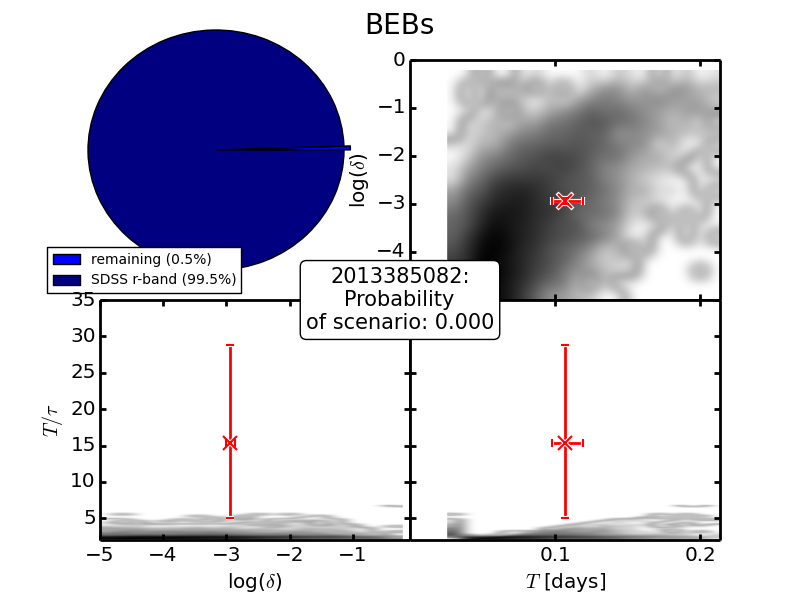 BEBs
remaining (0.5%)
SDSS r-band (99.5%)
log(δ)
0
−1
−2
−3
−4
2013385082:
Probability
of scenario: 0.000
T/τ
35
30
25
20
15
10
5
−5 −4 −3 −2 −1
log(δ)
0.1 0.2
T [days]